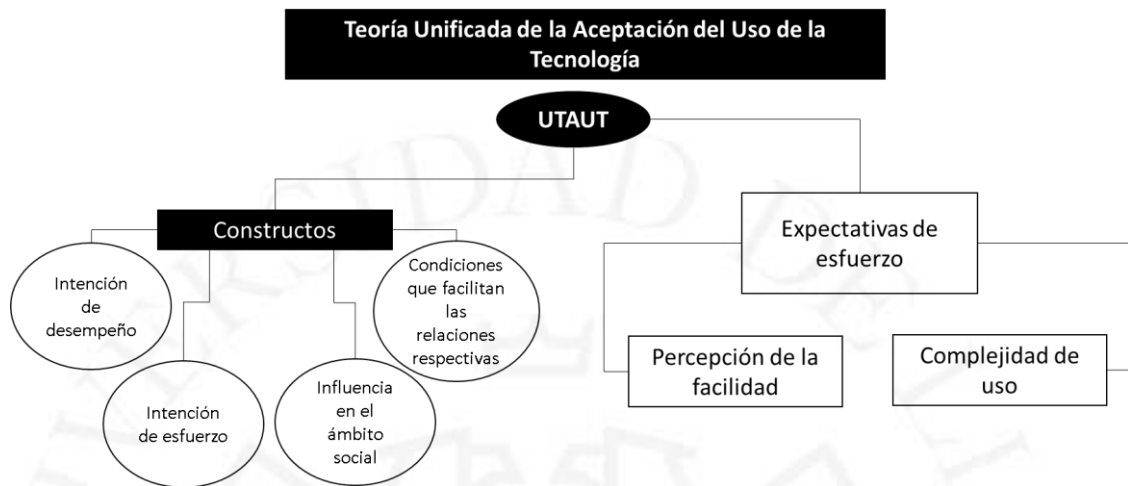 Teoría Unificada de la Aceptación del Uso de la
Tecnología
UTAUT
Constructos
Intención
de
desempeño
Intención
de esfuerzo
Influencia
en el
ámbito
social
Condiciones
que facilitan
las
relaciones
respectivas
Expectativas de
esfuerzo
Percepción de la
facilidad
Complejidad de
uso